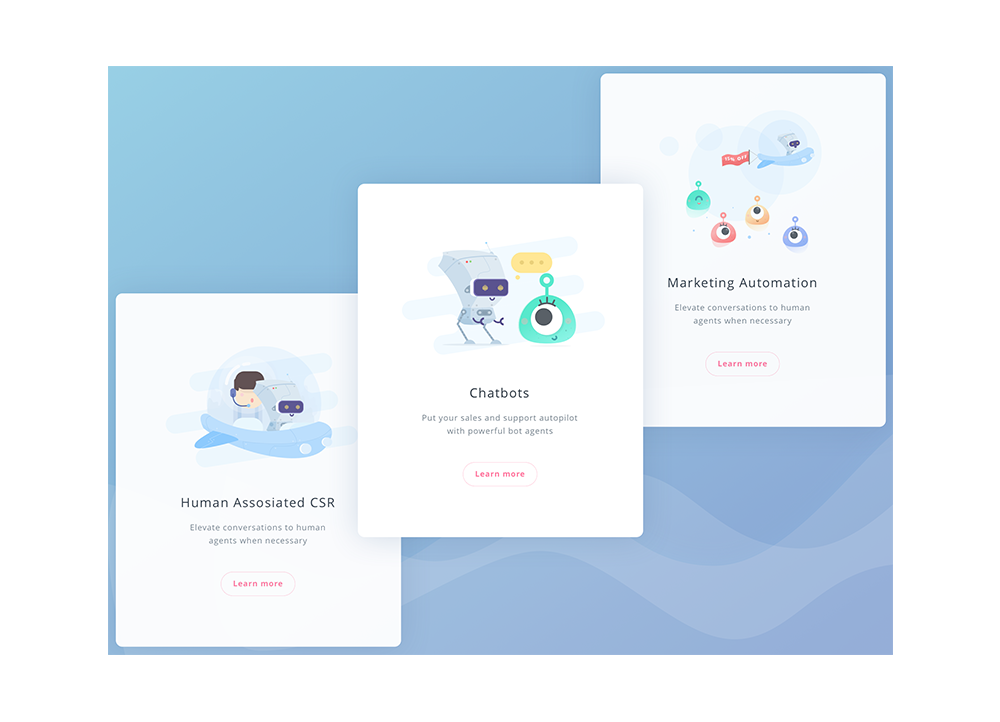 15% OFF
Marketing Automation
Elevate conversations to human
agents when necessary
Learn more
Chatbots
Put your sales and support autopilot
with powerful bot agents
Learn more
Human Assosiated CSR
Elevate conversations to human
agents when necessary
Learn more